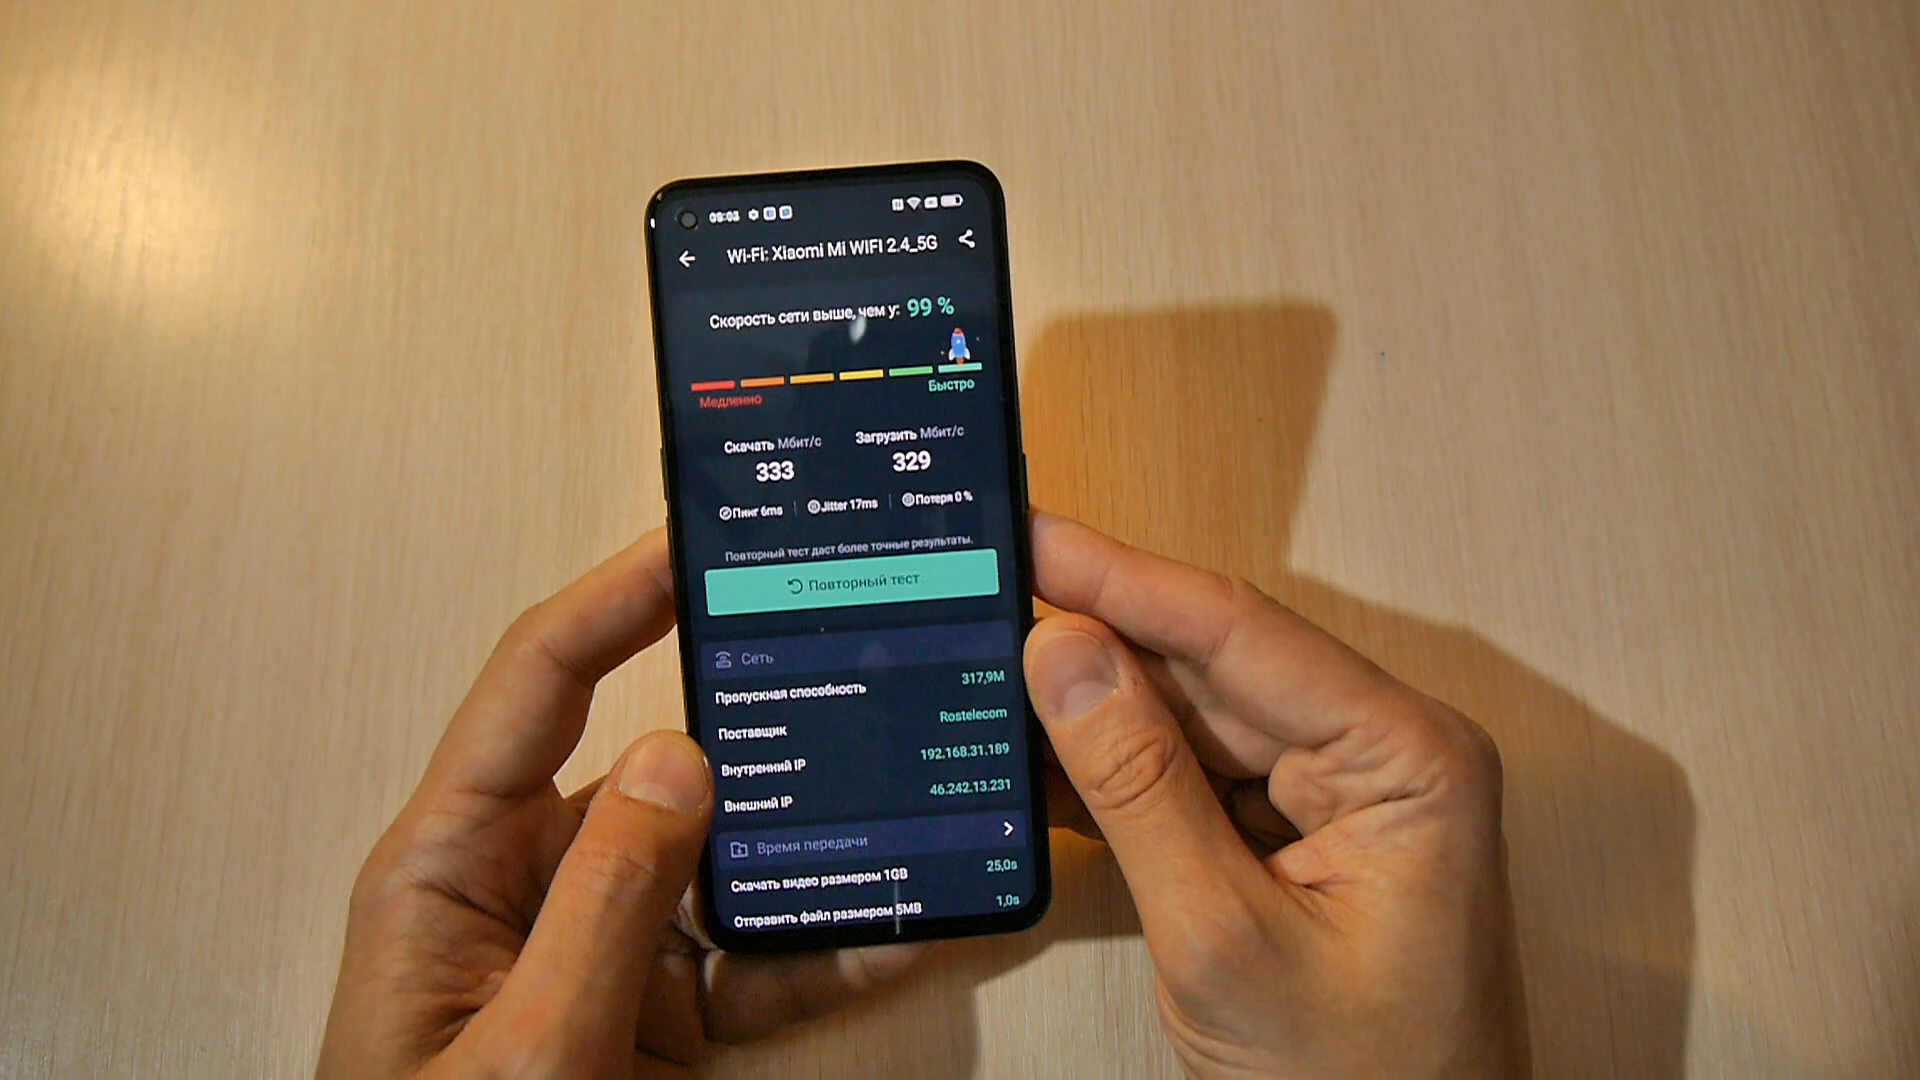 08:03
Wi-Fi: Xiaomi Mi WIFI 2.4_5G
Скорость сети выше, чем у: 99 %
Медленно
Быстро
Скачать Мбит/с
333
Загрузить Мбит/с
329
Пинг 6ms
Jitter 17ms
Потеря 0 %
Повторный тест даст более точные результаты.
Повторный тест
Сеть
Пропускная способность 317,9M
Поставщик Rostelecom
Внутренний IP 192.168.31.189
Внешний IP 46.242.13.231
Время передачи
Скачать видео размером 1GB 25,0s
Отправить файл размером 5MB 1,0s